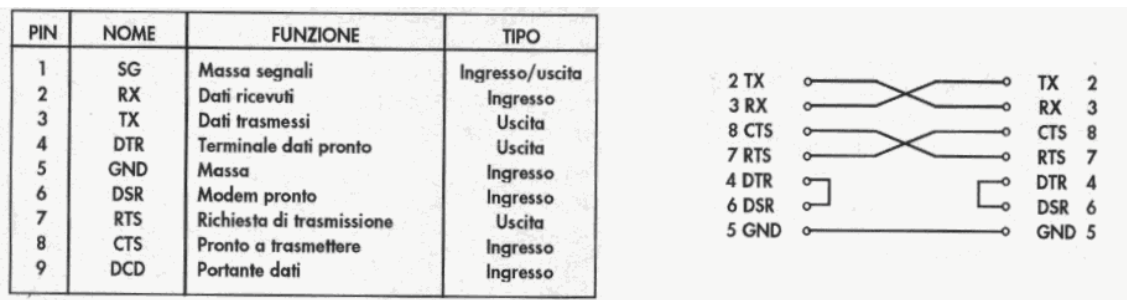 PIN NOME FUNZIONE TIPO
1 SG Massa segnali Ingresso/uscita
2 RX Dati ricevuti Ingresso
3 TX Dati trasmessi Uscita
4 DTR Terminale dati pronto Uscita
5 GND Massa Ingresso
6 DSR Modem pronto Ingresso
7 RTS Richiesta di trasmissione Uscita
8 CTS Pronto a trasmettere Ingresso
9 DCD Portante dati Ingresso
2 TX TX 2
3 RX RX 3
8 CTS CTS 8
7 RTS RTS 7
4 DTR DTR 4
6 DSR DSR 6
5 GND GND 5